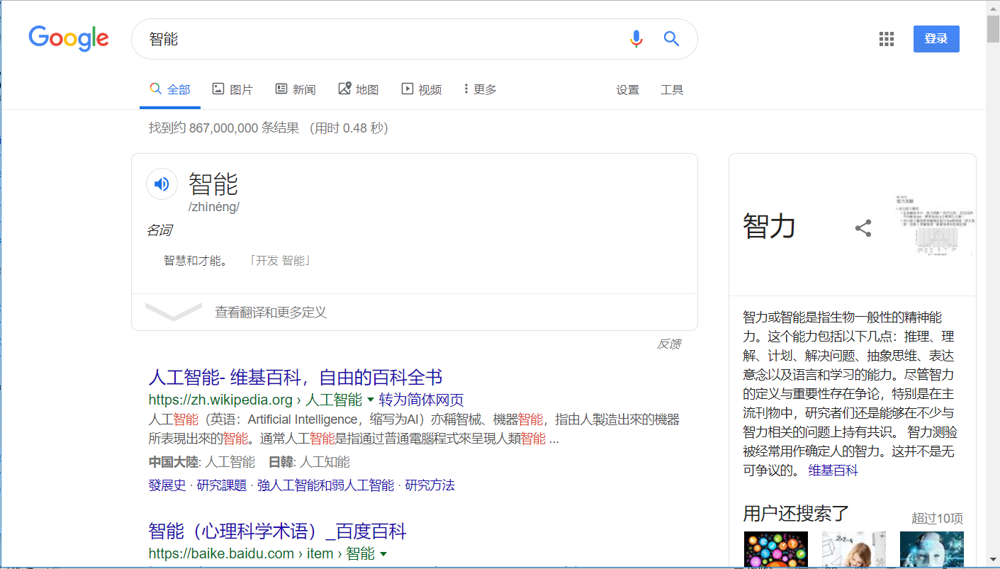 Google
智能
登录
全部
图片
新闻
地图
视频
更多
设置
工具
找到约 867,000,000 条结果 （用时 0.48 秒）
智能
/zhìnéng/
名词
智慧和才能。 「开发 智能」
查看翻译和更多定义
反馈
人工智能- 维基百科，自由的百科全书
https://zh.wikipedia.org › 人工智能 转为简体网页
人工智能（英语：Artificial Intelligence，缩写为AI）亦稱智械、機器智能，指由人製造出來的機器
所表現出來的智能。通常人工智能是指通过普通電腦程式來呈現人類智能 ...
中国大陸: 人工智能 日韓: 人工知能
發展史 · 研究課題 · 強人工智能和弱人工智能 · 研究方法
智能（心理科学术语）_百度百科
https://baike.baidu.com › item › 智能
智力
智力或智能是指生物一般性的精神能
力。这个能力包括以下几点：推理、理
解、计划、解决问题、抽象思维、表达
意念以及语言和学习的能力。尽管智力
的定义与重要性存在争论，特别是在主
流刊物中，研究者们还是能够在不少与
智力相关的问题上持有共识。 智力测验
被经常用作确定人的智力。这并不是无
可争议的。 维基百科
用户还搜索了
超过10项
2×2=4